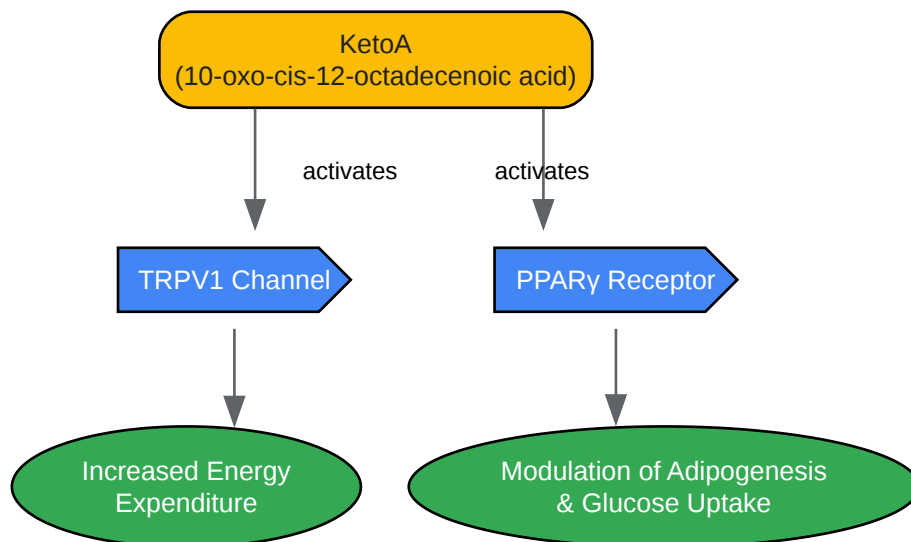 KetoA
(10-oxo-cis-12-octadecenoic acid)
activates
activates
TRPV1 Channel
PPARγ Receptor
Increased Energy
Expenditure
Modulation of Adipogenesis
& Glucose Uptake